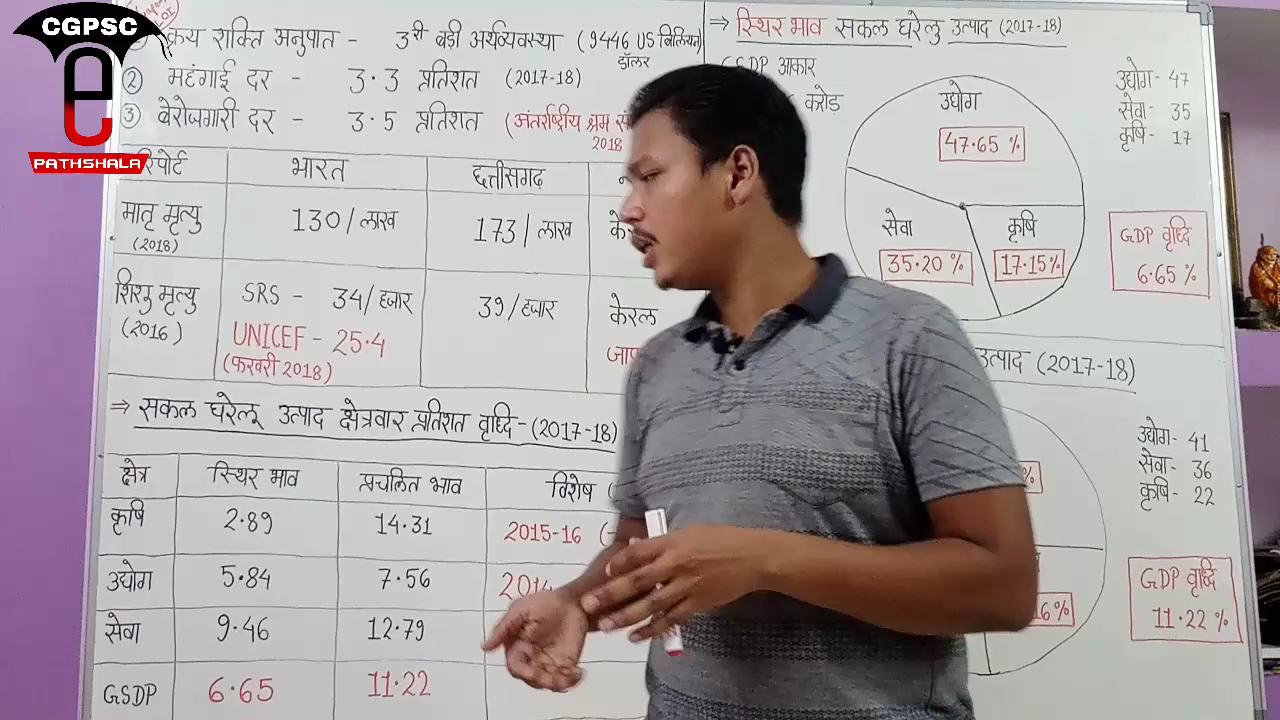 CGPSC
e
PATHSHALA
क्रय शक्ति अनुपात - 3री बड़ी अर्थव्यवस्था (9446 US बिलियन
डॉलर
② महंगाई दर - 3.3 प्रतिशत (2017-18)
③ बेरोजगारी दर - 3.5 प्रतिशत (अंतर्राष्ट्रीय श्रम
2018
रिपोर्ट भारत छत्तीसगढ़
मातृ मृत्यु (2018) 130/लाख 173/लाख
शिशु मृत्यु (2016) SRS - 34/हजार 39/हजार केरल
UNICEF - 25.4
(फरवरी 2018)
⇒ सकल घरेलू उत्पाद क्षेत्रवार प्रतिशत वृद्धि - (2017-18)
क्षेत्र स्थिर भाव प्रचलित भाव विशेष
कृषि 2.89 14.31 2015-16 (-
उद्योग 5.84 7.56 2014
सेवा 9.46 12.79
GSDP 6.65 11.22
⇒ स्थिर भाव सकल घरेलु उत्पाद (2017-18)
GSDP आकार
करोड़
उद्योग
47.65 %
सेवा
35.20 %
कृषि
17.15%
उद्योग - 47
सेवा - 35
कृषि - 17
GDP वृध्दि
6.65 %
उत्पाद (2017-18)
%
16 %
उद्योग - 41
सेवा - 36
कृषि - 22
GDP वृध्दि
11.22 %